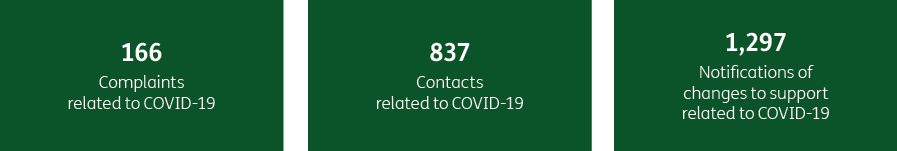 166
Complaints
related to COVID-19
837
Contacts
related to COVID-19
1,297
Notifications of
changes to support
related to COVID-19